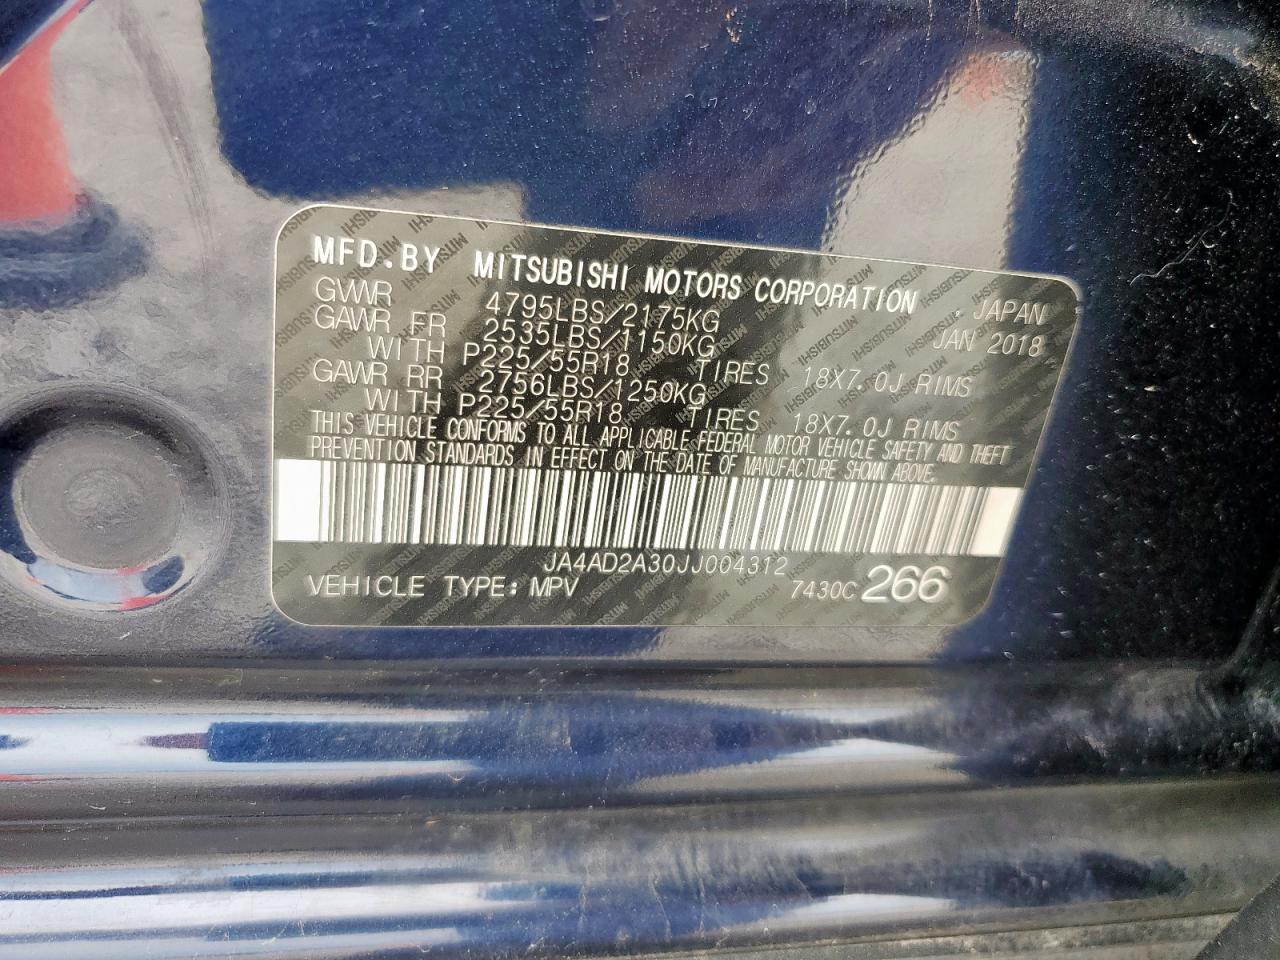 MFD.BY MITSUBISHI MOTORS CORPORATION . JAPAN
GVWR 4795LBS/2175KG JAN 2018
GAWR FR 2535LBS/1150KG
WITH P225/55R18 TIRES 18X7.0J RIMS
GAWR RR 2756LBS/1250KG
WITH P225/55R18 TIRES 18X7.0J RIMS
THIS VEHICLE CONFORMS TO ALL APPLICABLE FEDERAL MOTOR VEHICLE SAFETY AND THEFT
PREVENTION STANDARDS IN EFFECT ON THE DATE OF MANUFACTURE SHOWN ABOVE.
JA4AD2A30JJ004312
VEHICLE TYPE: MPV 7430C 266